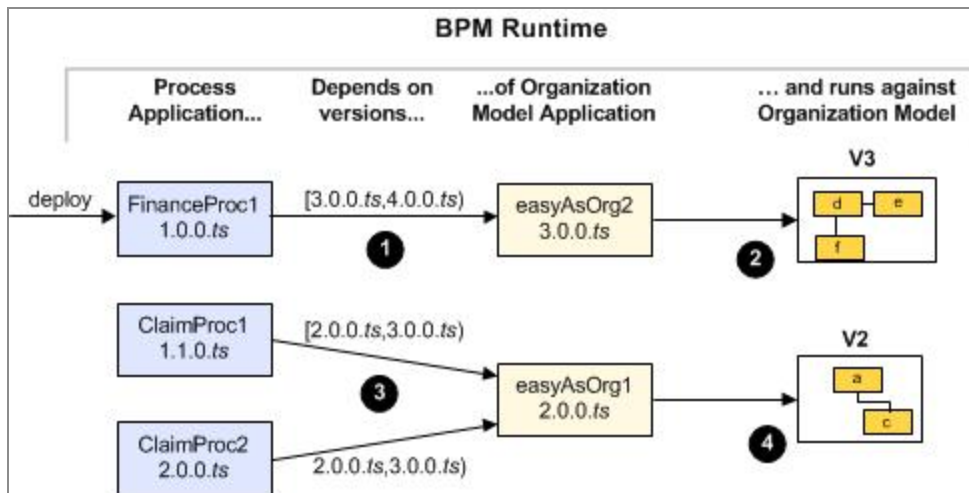 BPM Runtime
Process
Application...
Depends on
versions...
...of Organization
Model Application
... and runs against
Organization Model
V3
deploy
FinanceProc1
1.0.0.ts
[3.0.0.ts,4.0.0.ts)
1
easyAsOrg2
3.0.0.ts
2
d
e
f
ClaimProc1
1.1.0.ts
[2.0.0.ts,3.0.0.ts)
3
easyAsOrg1
2.0.0.ts
V2
a
c
4
ClaimProc2
2.0.0.ts
2.0.0.ts,3.0.0.ts)